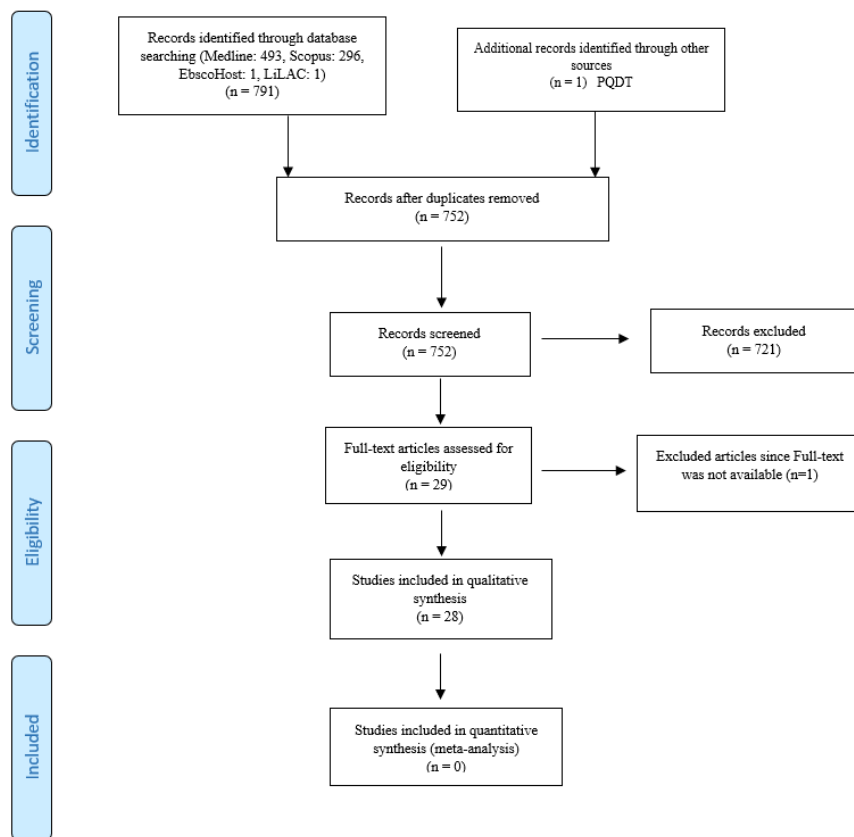 Identification
Records identified through database
searching (Medline: 493, Scopus: 296,
EbscoHost: 1, LiLAC: 1)
(n = 791)
Additional records identified through other
sources
(n = 1) PQDT
Records after duplicates removed
(n = 752)
Screening
Records screened
(n = 752)
Records excluded
(n = 721)
Eligibility
Full-text articles assessed for
eligibility
(n = 29)
Excluded articles since Full-text
was not available (n=1)
Studies included in qualitative
synthesis
(n = 28)
Included
Studies included in quantitative
synthesis (meta-analysis)
(n = 0)